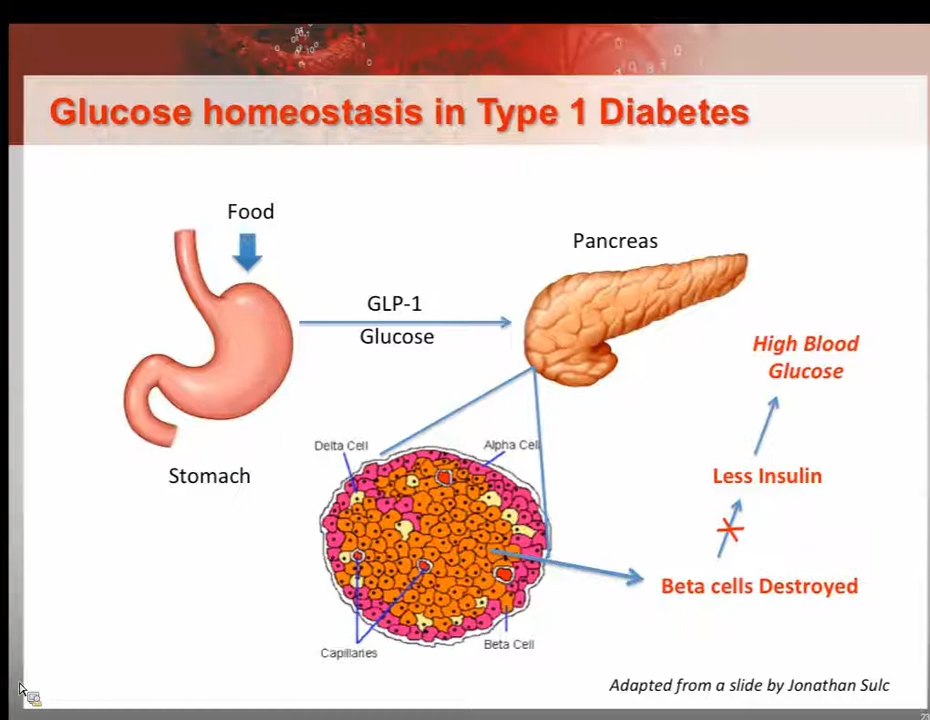 Glucose homeostasis in Type 1 Diabetes
Food
Pancreas
GLP-1
Glucose
High Blood
Glucose
Delta Cell
Alpha Cell
Stomach
Less Insulin
Beta cells Destroyed
Beta Cell
Capillaries
Adapted from a slide by Jonathan Sulc